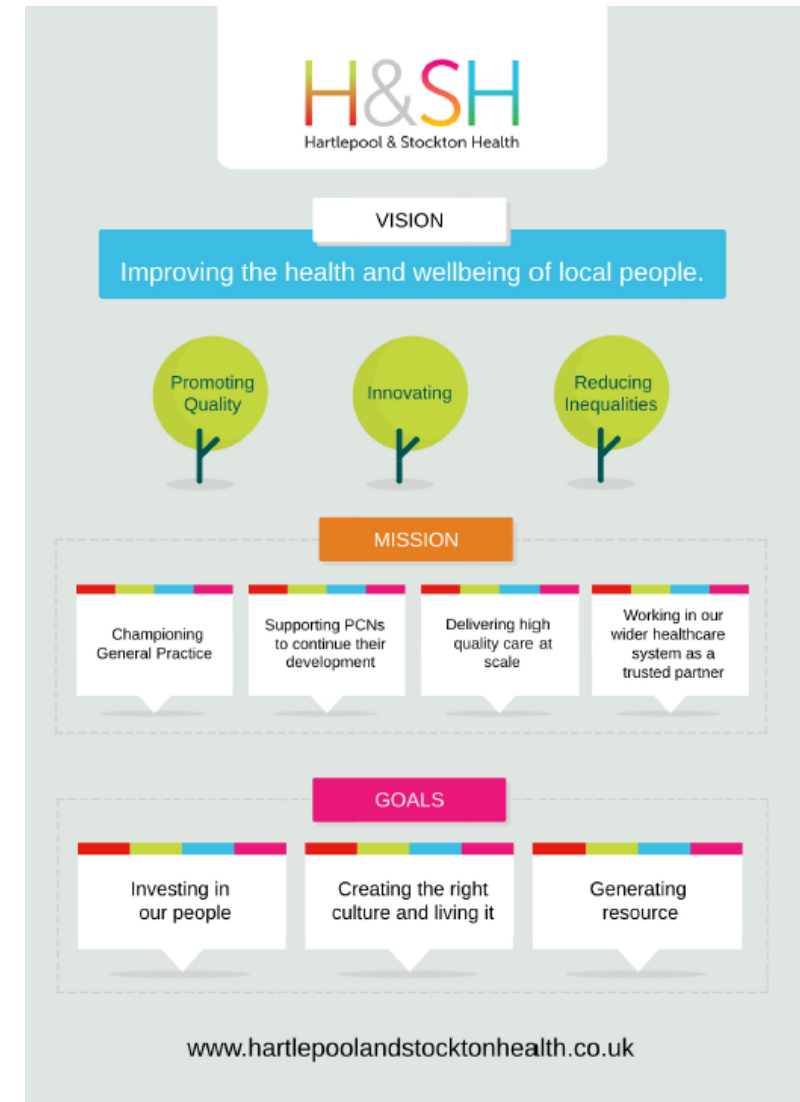 H&SH
Hartlepool & Stockton Health
VISION
Improving the health and wellbeing of local people.
Promoting
Quality
Innovating
Reducing
Inequalities
MISSION
Championing
General Practice
Supporting PCNs
to continue their
development
Delivering high
quality care at
scale
Working in our
wider healthcare
system as a
trusted partner
GOALS
Investing in
our people
Creating the right
culture and living it
Generating
resource
www.hartlepoolandstocktonhealth.co.uk